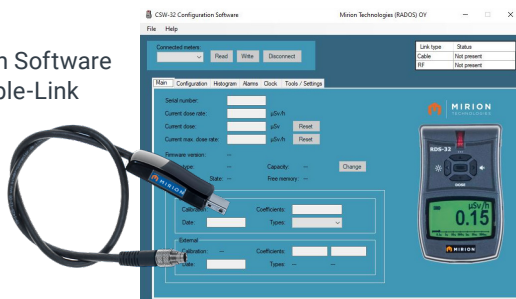 CSW-32 Configuration Software
Mirion Technologies (RADOS) OY
File Help
n Software
ble-Link
Connected meters:
Read Write Disconnect
Link type Status
Cable Not present
RF Not present
Main Configuration Histogram Alarms Clock Tools / Settings
Serial number:
Current dose rate: µSv/h
Current dose: µSv Reset
Current max. dose rate: µSv/h Reset
Firmware version: --
type: -- Capacity: -- Change
State: -- Free memory: --
Calibration: Coefficients:
Date: Types:
External
Calibration: -- Coefficients:
Date: Types: -- --
MIRION
MIRION
TECHNOLOGIES
RDS-32
DOSE
µSv/h
0.15
MIRION